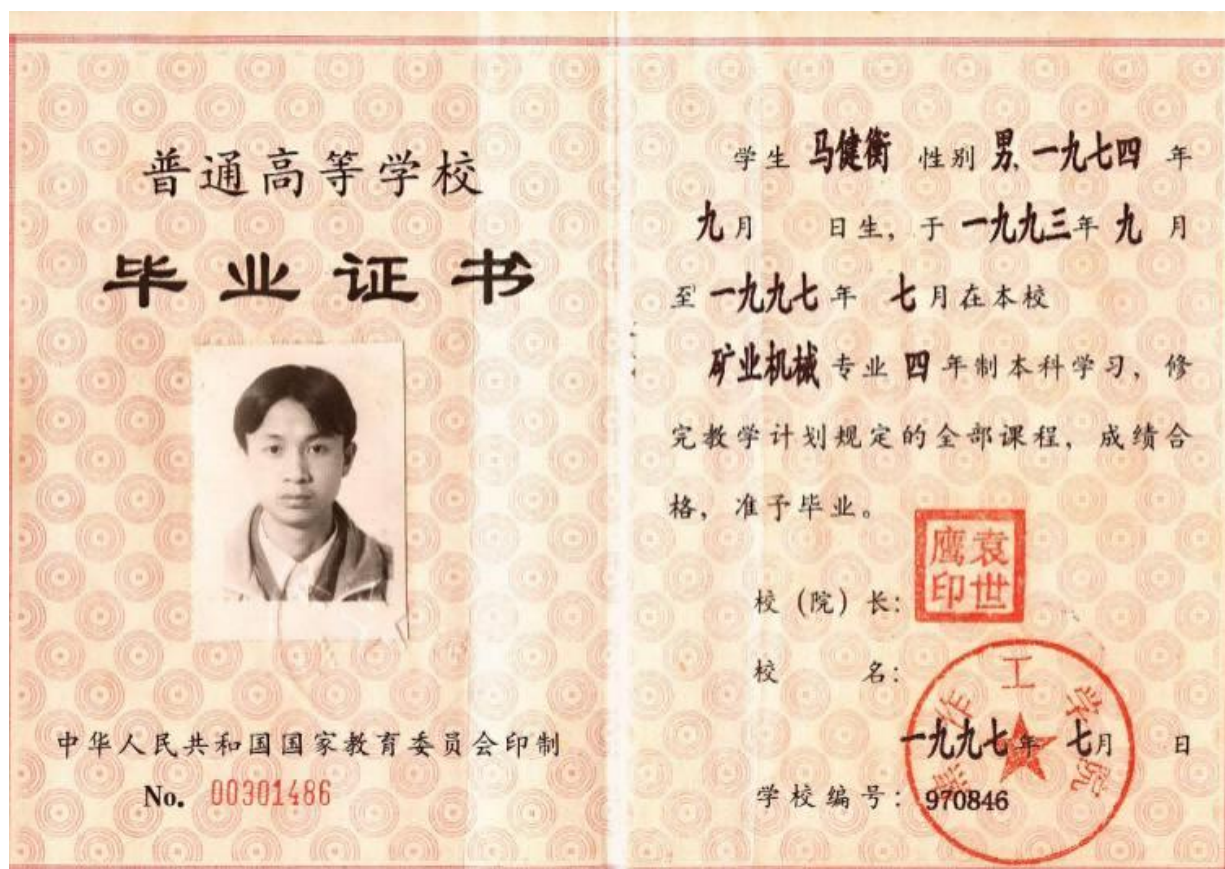 普通高等学校
毕业证书
中华人民共和国国家教育委员会印制
No. 00301486
学生 马健衡 性别 男, 一九七四 年
九月 日生, 于 一九九三年 九 月
至 一九九七 年 七月在本校
矿业机械 专业 四 年制本科学习, 修
完教学计划规定的全部课程, 成绩合
格, 准予毕业。
校 (院) 长:
袁世鹰印
校 名:
焦作工学院
一九九七年 七月 日
学校编号: 970846